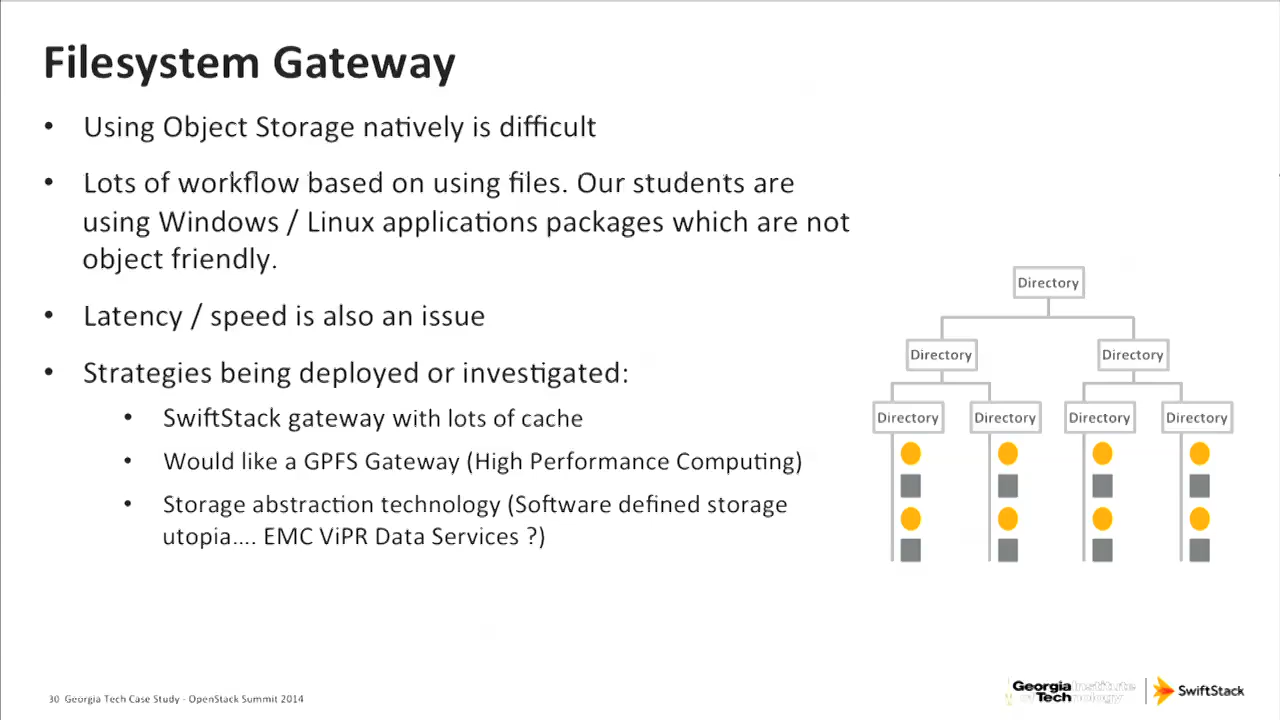 Filesystem Gateway
• Using Object Storage natively is difficult
• Lots of workflow based on using files. Our students are
using Windows / Linux applications packages which are not
object friendly.
• Latency / speed is also an issue
• Strategies being deployed or investigated:
• SwiftStack gateway with lots of cache
• Would like a GPFS Gateway (High Performance Computing)
• Storage abstraction technology (Software defined storage
utopia.... EMC ViPR Data Services ?)
Directory
Directory Directory
Directory Directory Directory Directory
30 Georgia Tech Case Study - OpenStack Summit 2014
Georgia Institute
of Technology
SwiftStack